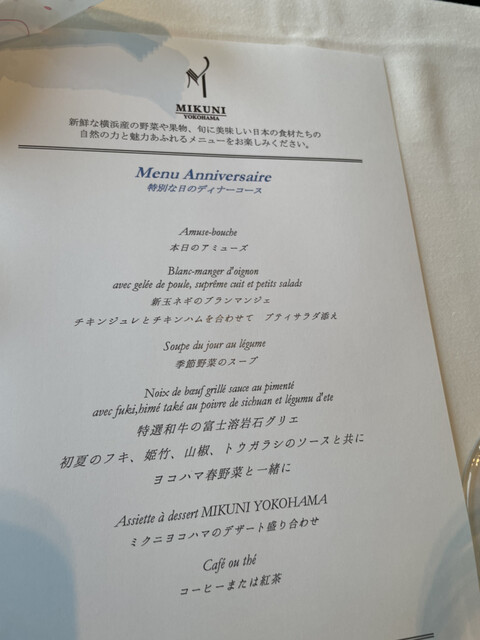 MIKUNI
YOKOHAMA
新鮮な横浜産の野菜や果物、旬に美味しい日本の食材たちの
自然の力と魅力あふれるメニューをお楽しみください。
Menu Anniversaire
特別な日のディナーコース
Amuse-bouche
本日のアミューズ
Blanc-manger d'oignon
avec gelée de poule, suprême cuit et petits salads
新玉ネギのブランマンジェ
チキンジュレとチキンハムを合わせて プティサラダ添え
Soupe du jour au légume
季節野菜のスープ
Noix de bœuf grillé sauce au pimenté
avec fuki,himé také au poivre de sichuan et légumu d'ete
特選和牛の富士溶岩石グリエ
初夏のフキ、姫竹、山椒、トウガラシのソースと共に
ヨコハマ春野菜と一緒に
Assiette à dessert MIKUNI YOKOHAMA
ミクニヨコハマのデザート盛り合わせ
Café ou thé
コーヒーまたは紅茶